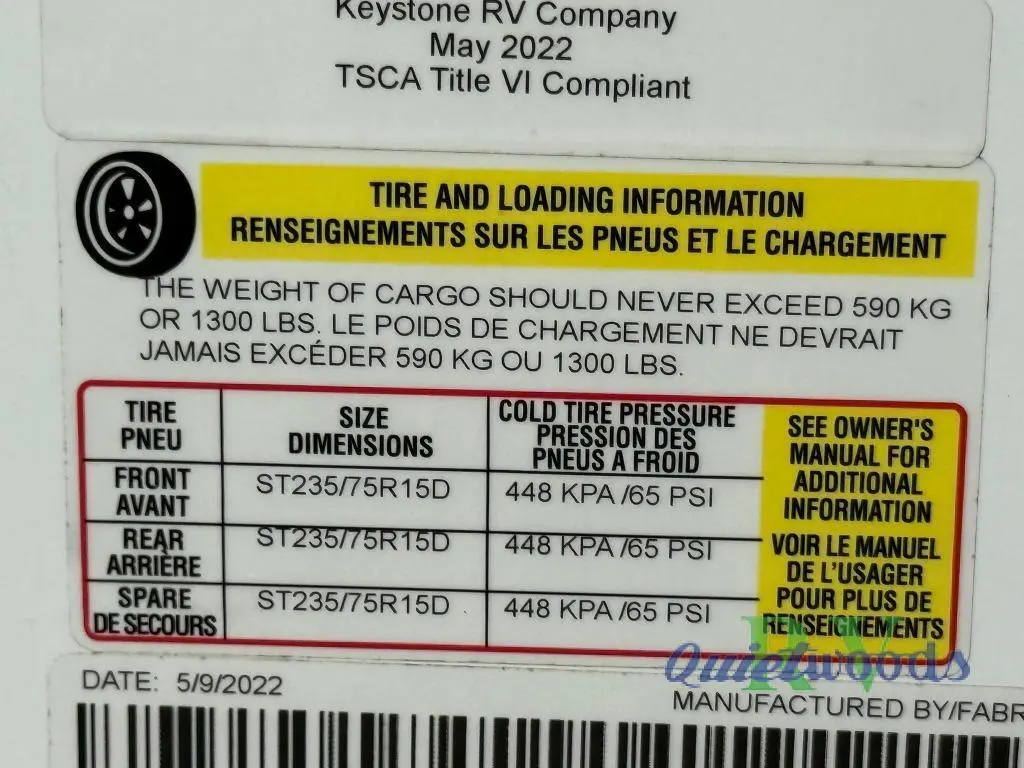 Keystone RV Company
May 2022
TSCA Title VI Compliant
TIRE AND LOADING INFORMATION
RENSEIGNEMENTS SUR LES PNEUS ET LE CHARGEMENT
THE WEIGHT OF CARGO SHOULD NEVER EXCEED 590 KG
OR 1300 LBS. LE POIDS DE CHARGEMENT NE DEVRAIT
JAMAIS EXCÉDER 590 KG OU 1300 LBS.
TIRE
PNEU
SIZE
DIMENSIONS
COLD TIRE PRESSURE
PRESSION DES
PNEUS A FROID
SEE OWNER'S
MANUAL FOR
ADDITIONAL
INFORMATION
VOIR LE MANUEL
DE L'USAGER
POUR PLUS DE
RENSEIGNEMENTS
FRONT
AVANT
ST235/75R15D
448 KPA /65 PSI
REAR
ARRIÈRE
ST235/75R15D
448 KPA /65 PSI
SPARE
DE SECOURS
ST235/75R15D
448 KPA /65 PSI
RV
Quietwoods
DATE: 5/9/2022
MANUFACTURED BY/FABR